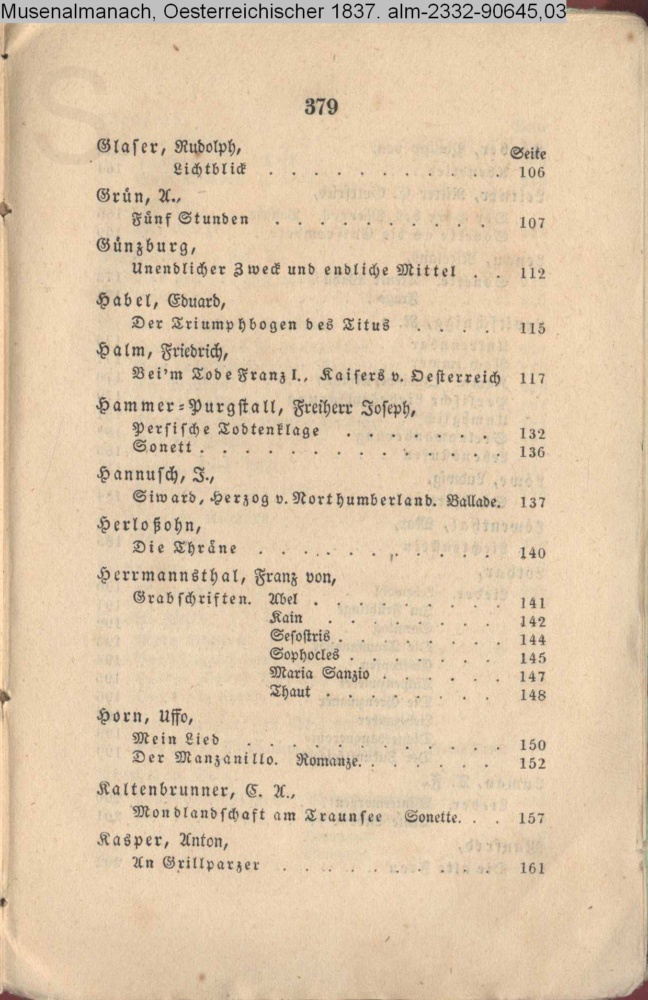 Musenalmanach, Oesterreichischer 1837. alm-2332-90645,03
379
Glaser, Rudolph,
Seite
Lichtblick . . . . . . . . . . 106
Grün, A.,
Fünf Stunden . . . . . . . . . . 107
Günzburg,
Unendlicher Zweck und endliche Mittel . . 112
Habel, Eduard,
Der Triumphbogen des Titus . . . . . 115
Halm, Friedrich,
Bei'm Tode Franz I., Kaisers v. Oesterreich 117
Hammer-Purgstall, Freiherr Joseph,
Persische Todtenklage . . . . . . . 132
Sonett . . . . . . . . . . . . . 136
Hannusch, J.,
Siward, Herzog v. Northumberland. Ballade. 137
Herloßohn,
Die Thräne . . . . . . . . . . 140
Herrmannsthal, Franz von,
Grabschriften. Abel . . . . . . . . 141
Kain . . . . . . . 142
Sesostris . . . . . . . 144
Sophocles . . . . . . . 145
Maria Sanzio . . . . . 147
Thaut . . . . . . . . 148
Horn, Uffo,
Mein Lied . . . . . . . . . . . 150
Der Manzanillo. Romanze. . . . . . . 152
Kaltenbrunner, C. A.,
Mondlandschaft am Traunsee Sonette. . . 157
Kasper, Anton,
An Grillparzer . . . . . . . . . . 161